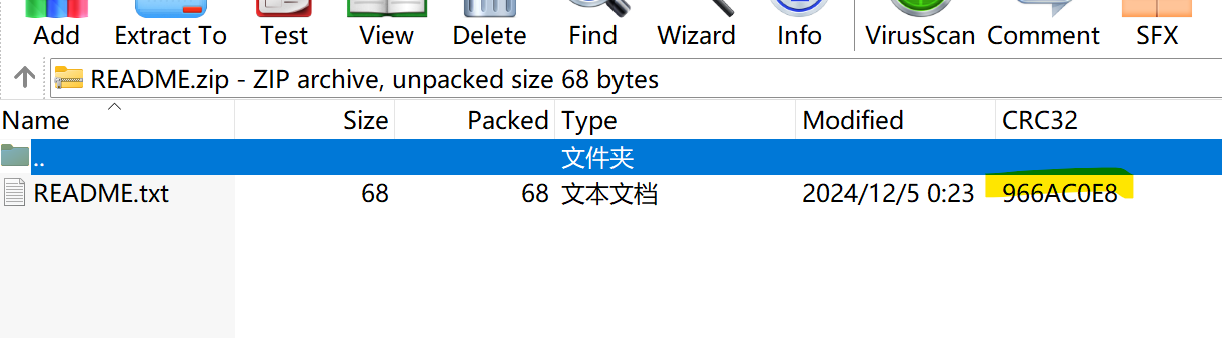 Add Extract To Test View Delete Find Wizard Info VirusScan Comment SFX
README.zip - ZIP archive, unpacked size 68 bytes
Name Size Packed Type Modified CRC32
.. 文件夹
README.txt 68 68 文本文档 2024/12/5 0:23 966AC0E8